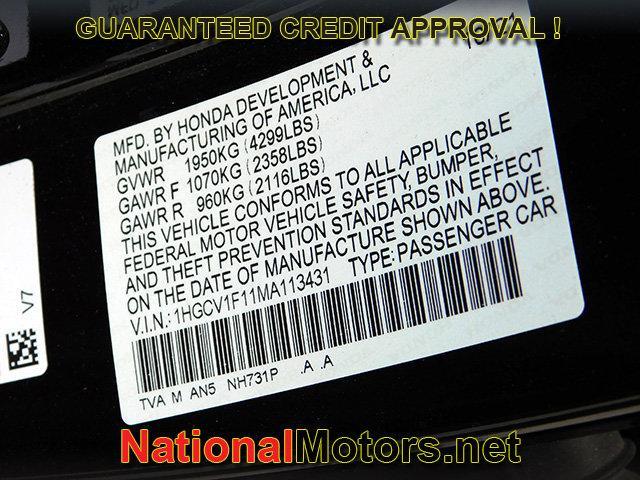 GUARANTEED CREDIT APPROVAL !
MFD. BY HONDA DEVELOPMENT &
MANUFACTURING OF AMERICA, LLC
GVWR 1950KG (4299LBS)
GAWR F 1070KG (2358LBS)
GAWR R 960KG (2116LBS)
THIS VEHICLE CONFORMS TO ALL APPLICABLE
FEDERAL MOTOR VEHICLE SAFETY, BUMPER,
AND THEFT PREVENTION STANDARDS IN EFFECT
ON THE DATE OF MANUFACTURE SHOWN ABOVE.
V.I.N.: 1HGCV1F11MA113431 TYPE: PASSENGER CAR
TVA M AN5 NH731P .A .A
V7
NationalMotors.net